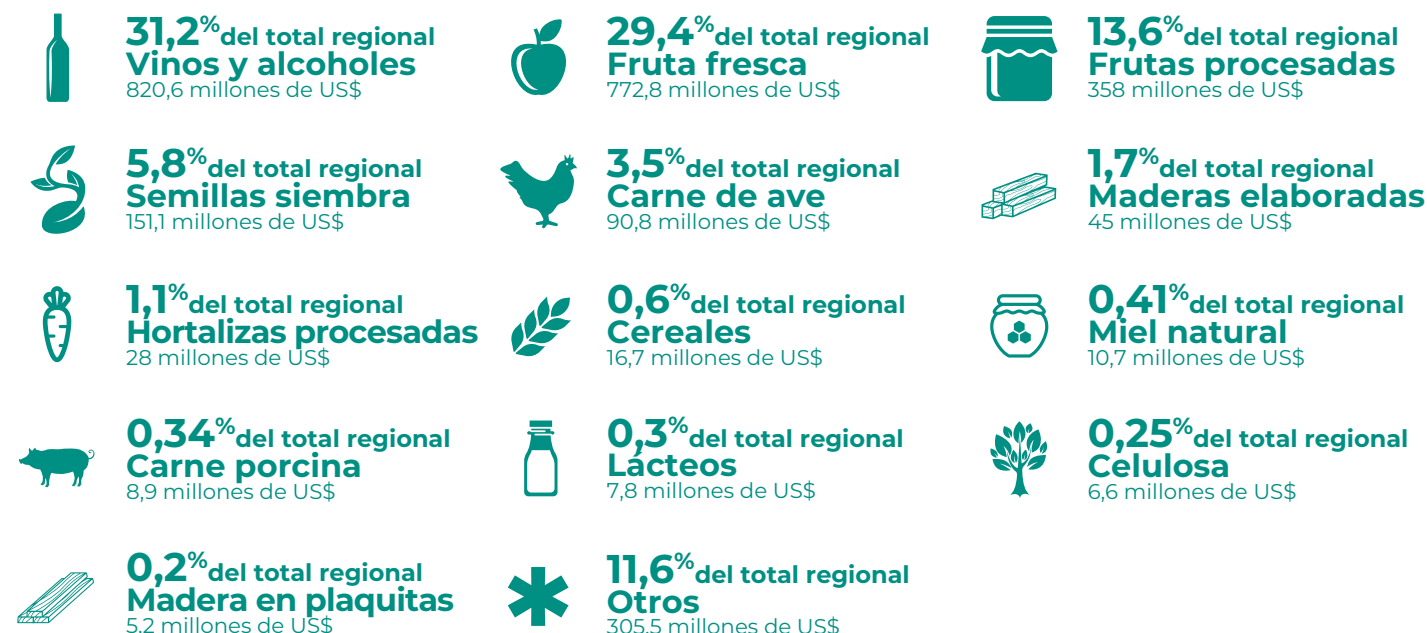 31,2% del total regional
Vinos y alcoholes
820,6 millones de US$
29,4% del total regional
Fruta fresca
772,8 millones de US$
13,6% del total regional
Frutas procesadas
358 millones de US$
5,8% del total regional
Semillas siembra
151,1 millones de US$
3,5% del total regional
Carne de ave
90,8 millones de US$
1,7% del total regional
Maderas elaboradas
45 millones de US$
1,1% del total regional
Hortalizas procesadas
28 millones de US$
0,6% del total regional
Cereales
16,7 millones de US$
0,41% del total regional
Miel natural
10,7 millones de US$
0,34% del total regional
Carne porcina
8,9 millones de US$
0,3% del total regional
Lácteos
7,8 millones de US$
0,25% del total regional
Celulosa
6,6 millones de US$
0,2% del total regional
Madera en plaquitas
5,2 millones de US$
11,6% del total regional
Otros
305,5 millones de US$